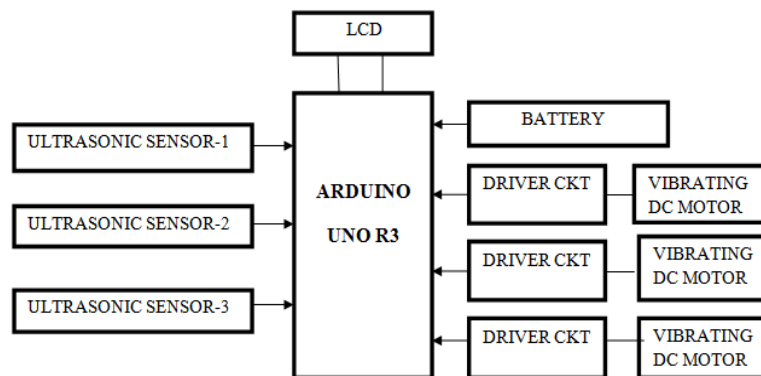 LCD
ULTRASONIC SENSOR-1
ULTRASONIC SENSOR-2
ULTRASONIC SENSOR-3
ARDUINO
UNO R3
BATTERY
DRIVER CKT
VIBRATING
DC MOTOR
DRIVER CKT
VIBRATING
DC MOTOR
DRIVER CKT
VIBRATING
DC MOTOR